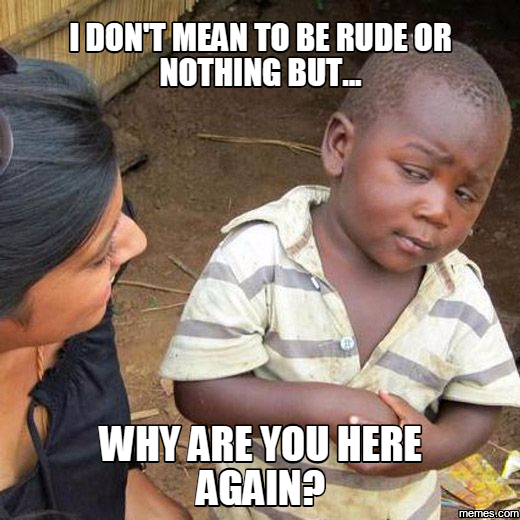 I DON'T MEAN TO BE RUDE OR
NOTHING BUT...
WHY ARE YOU HERE
AGAIN?
memes.com